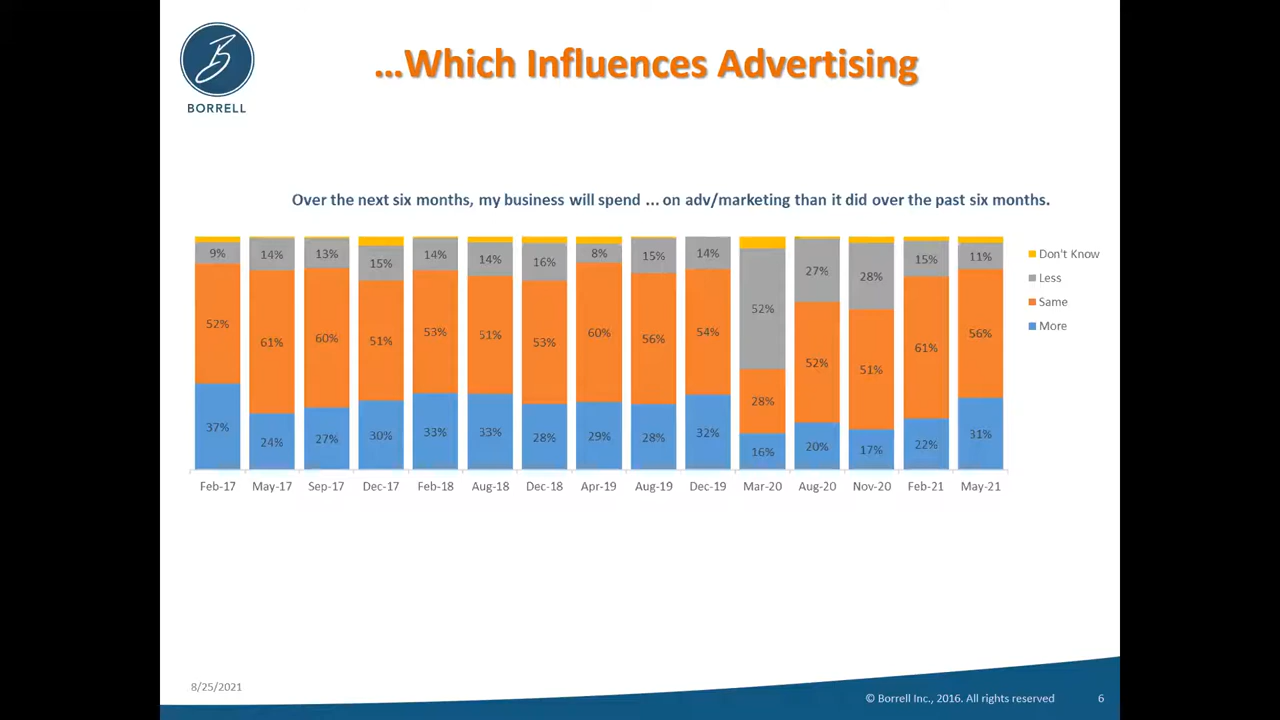 B
BORRELL
...Which Influences Advertising
Over the next six months, my business will spend ... on adv/marketing than it did over the past six months.
9% 14% 13% 15% 14% 14% 16% 8% 15% 14% 52% 27% 28% 15% 11%
52% 61% 60% 51% 53% 51% 53% 60% 56% 54% 28% 52% 51% 61% 56%
37% 24% 27% 30% 33% 33% 28% 29% 28% 32% 16% 20% 17% 22% 31%
Feb-17 May-17 Sep-17 Dec-17 Feb-18 Aug-18 Dec-18 Apr-19 Aug-19 Dec-19 Mar-20 Aug-20 Nov-20 Feb-21 May-21
Don't Know
Less
Same
More
8/25/2021
© Borrell Inc., 2016. All rights reserved
6